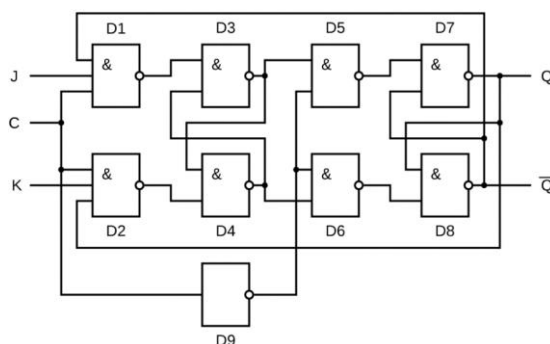 D1 D3 D5 D7
& & & &
J Q
C
K & & & & Q̅
D2 D4 D6 D8
D9